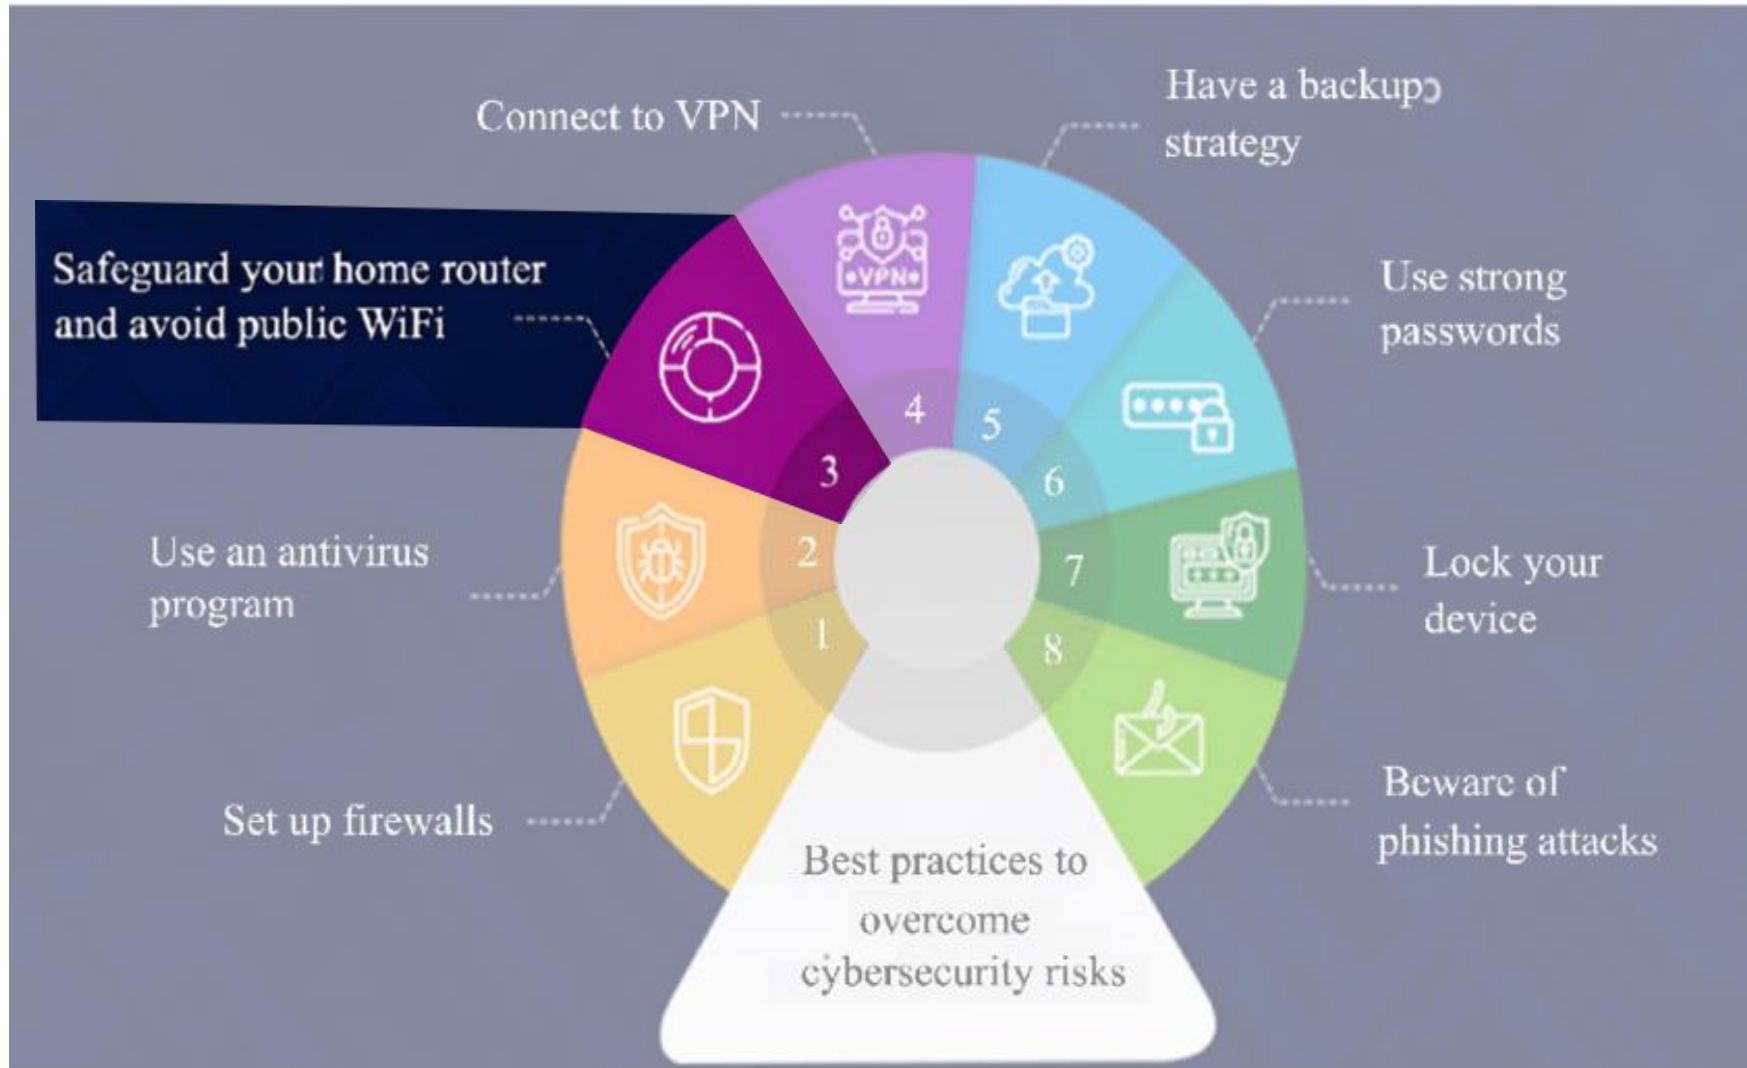 Connect to VPN
Have a backup
strategy
Safeguard your home router
and avoid public WiFi
Use strong
passwords
Use an antivirus
program
Lock your
device
Set up firewalls
Beware of
phishing attacks
VPN
1
2
3
4
5
6
7
8
Best practices to
overcome
cybersecurity risks